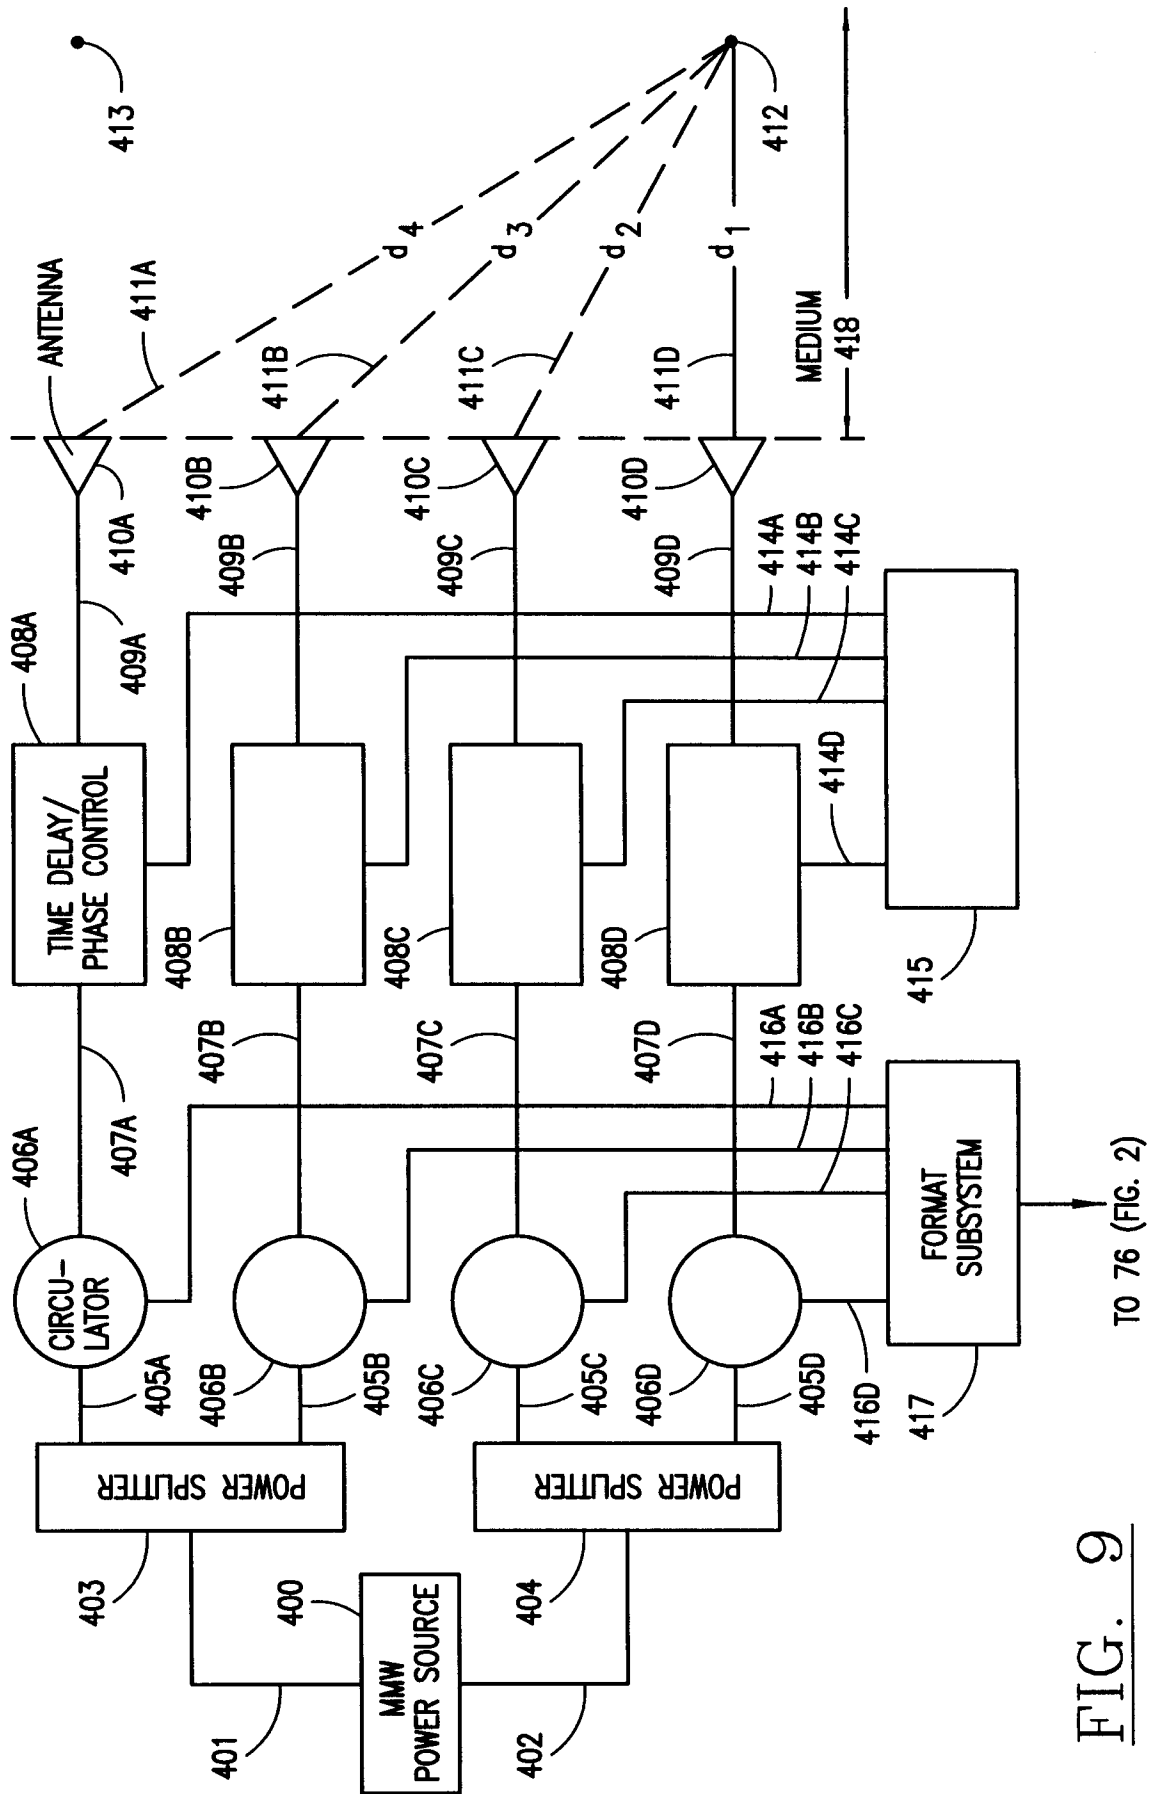 413
412
ANTENNA
411A
d4
411B
d3
411C
d2
411D
d1
MEDIUM
418
410A
410B
410C
410D
409A
409B
409C
409D
414A
414B
414C
414D
408A
TIME DELAY/
PHASE CONTROL
408B
408C
408D
415
407A
407B
407C
407D
416A
416B
416C
416D
406A
CIRCU-
LATOR
406B
406C
406D
FORMAT
SUBSYSTEM
417
TO 76 (FIG. 2)
405A
405B
405C
405D
POWER SPLITTER
POWER SPLITTER
403
404
400
MMW
POWER SOURCE
401
402
FIG. 9